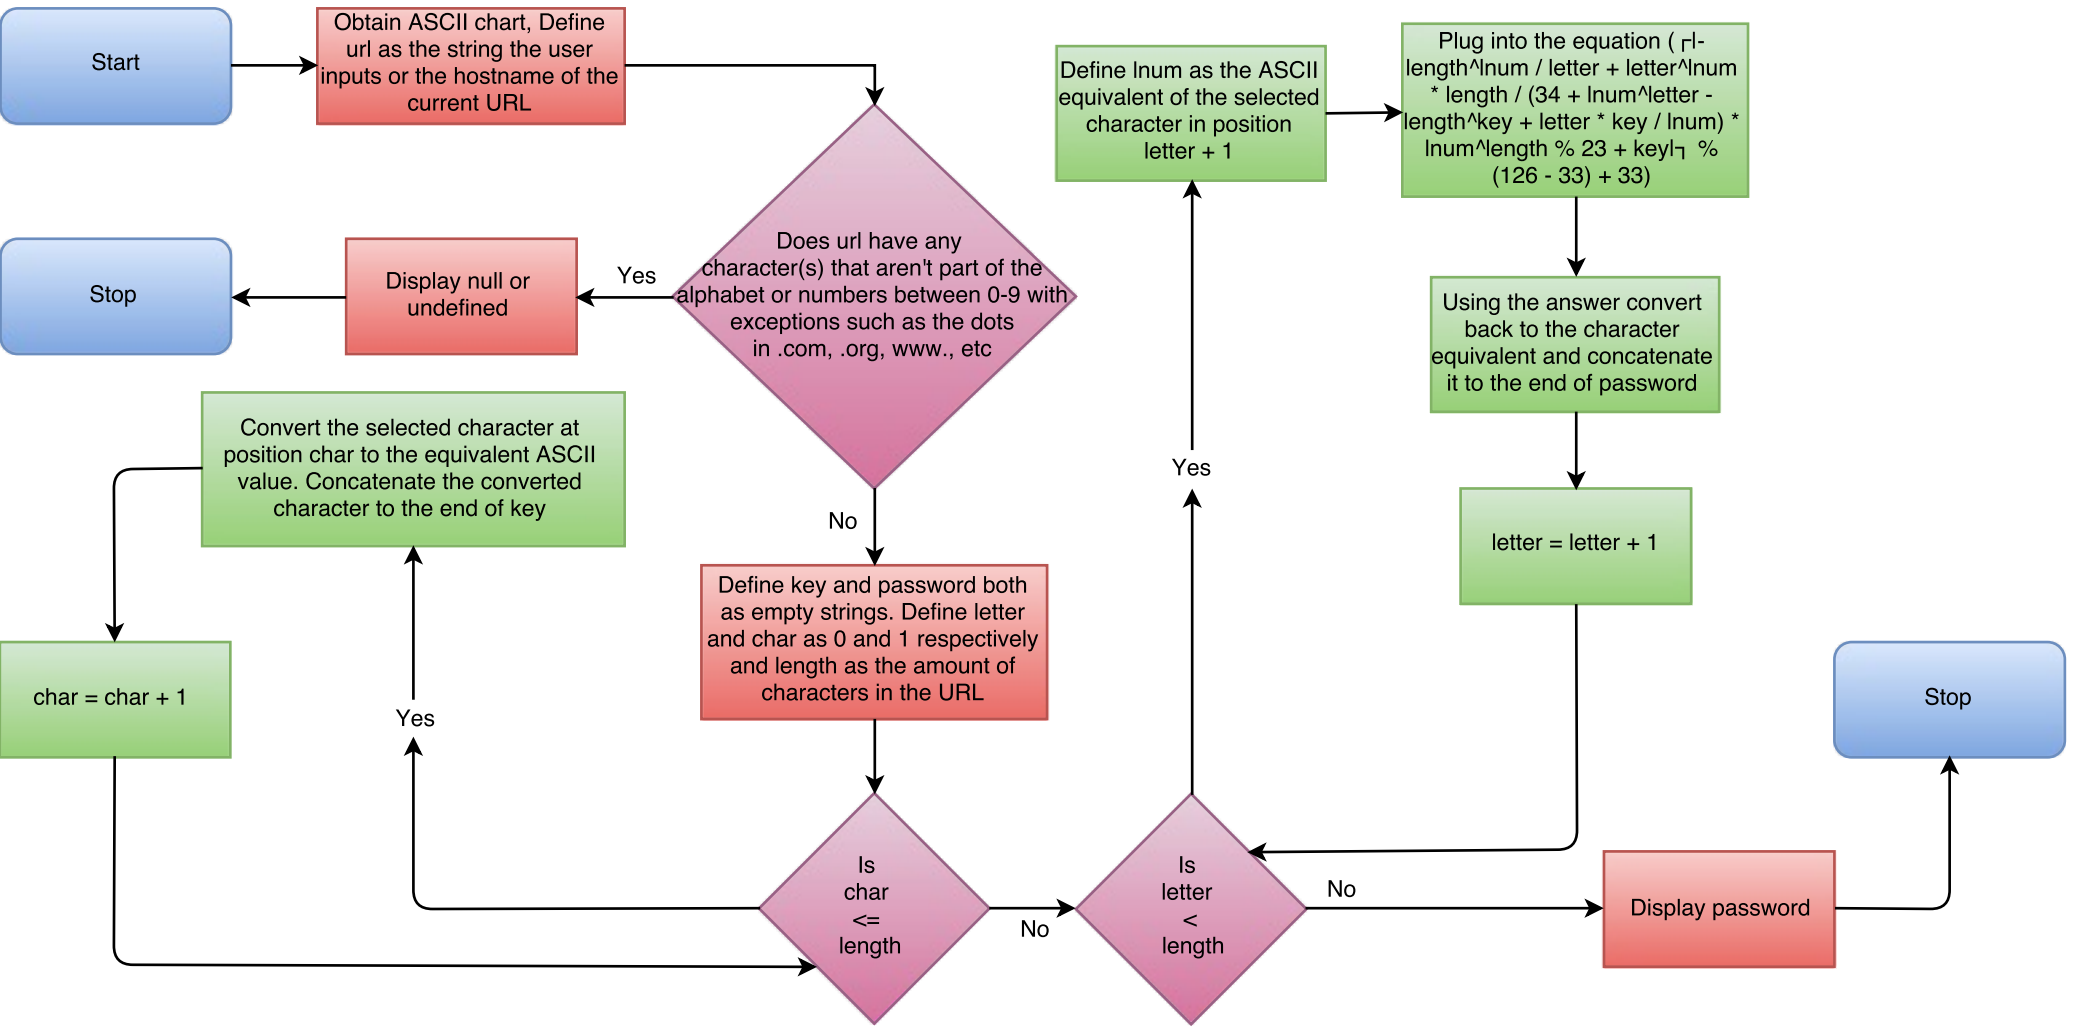 Start
Obtain ASCII chart, Define
url as the string the user
inputs or the hostname of the
current URL
Does url have any
character(s) that aren't part of the
alphabet or numbers between 0-9 with
exceptions such as the dots
in .com, .org, www., etc
Yes
Display null or
undefined
Stop
No
Define key and password both
as empty strings. Define letter
and char as 0 and 1 respectively
and length as the amount of
characters in the URL
Is
char
<=
length
Yes
Convert the selected character at
position char to the equivalent ASCII
value. Concatenate the converted
character to the end of key
char = char + 1
No
Is
letter
<
length
Yes
Define lnum as the ASCII
equivalent of the selected
character in position
letter + 1
Plug into the equation (┌|-
length^lnum / letter + letter^lnum
* length / (34 + lnum^letter -
length^key + letter * key / lnum) *
lnum^length % 23 + key|┐ %
(126 - 33) + 33)
Using the answer convert
back to the character
equivalent and concatenate
it to the end of password
letter = letter + 1
No
Display password
Stop